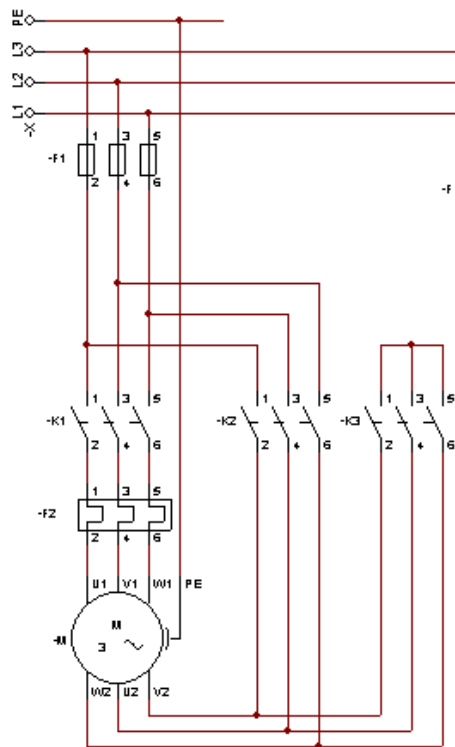 PE
L3
L2
L1
-X
1 3 5
-F1
2 4 6
-F
1 3 5 1 3 5 1 3 5
-K1 -K2 -K3
2 4 6 2 4 6 2 4 6
1 3 5
-F2
2 4 6
U1 V1 W1 PE
M
-M
3
W2 U2 V2